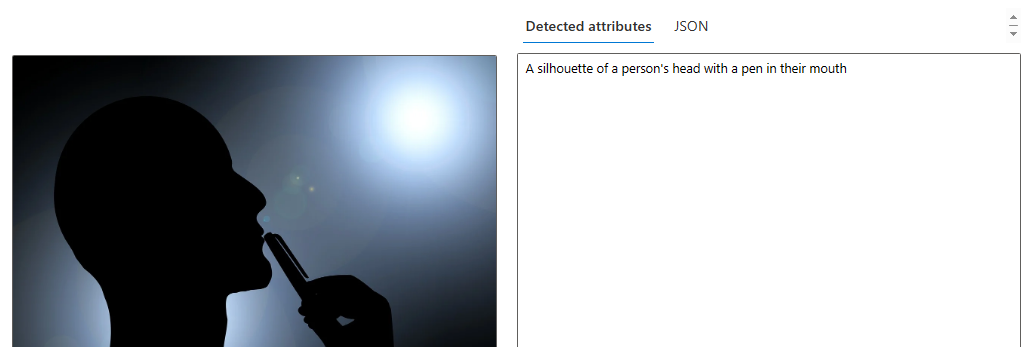 Detected attributes
JSON
A silhouette of a person's head with a pen in their mouth